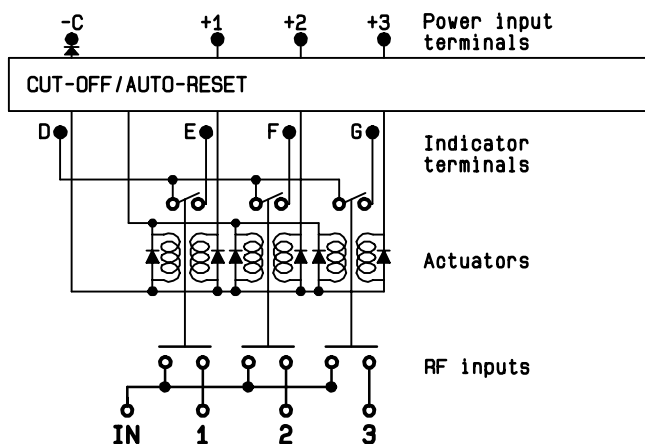 -C +1 +2 +3 Power input
terminals
CUT-OFF/AUTO-RESET
D E F G Indicator
terminals
Actuators
RF inputs
IN 1 2 3